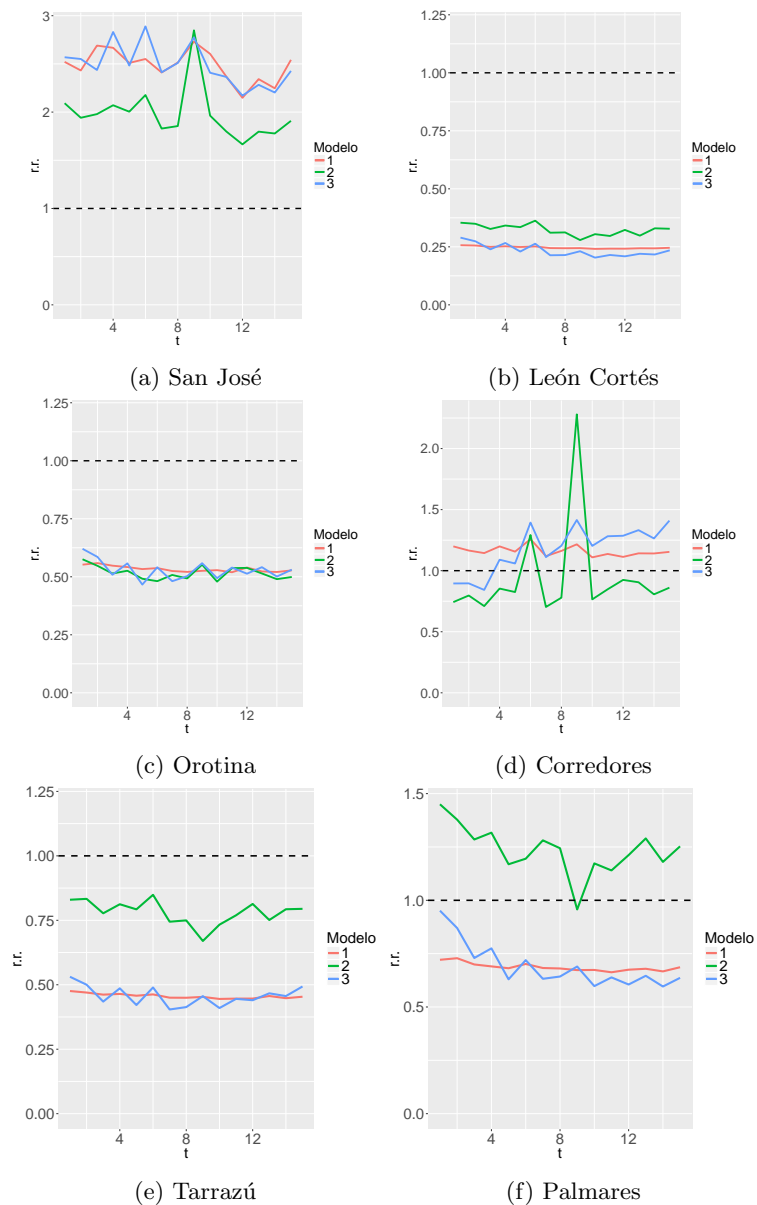 3
2
1
0
r.r.
4
8
12
t
Modelo
1
2
3
(a) San José
1.25
1.00
0.75
0.50
0.25
0.00
r.r.
4
8
12
t
Modelo
1
2
3
(b) León Cortés
1.25
1.00
0.75
0.50
0.25
0.00
r.r.
4
8
12
t
Modelo
1
2
3
(c) Orotina
2.0
1.5
1.0
0.5
0.0
r.r.
4
8
12
t
Modelo
1
2
3
(d) Corredores
1.25
1.00
0.75
0.50
0.25
0.00
r.r.
4
8
12
t
Modelo
1
2
3
(e) Tarrazú
1.5
1.0
0.5
0.0
r.r.
4
8
12
t
Modelo
1
2
3
(f) Palmares